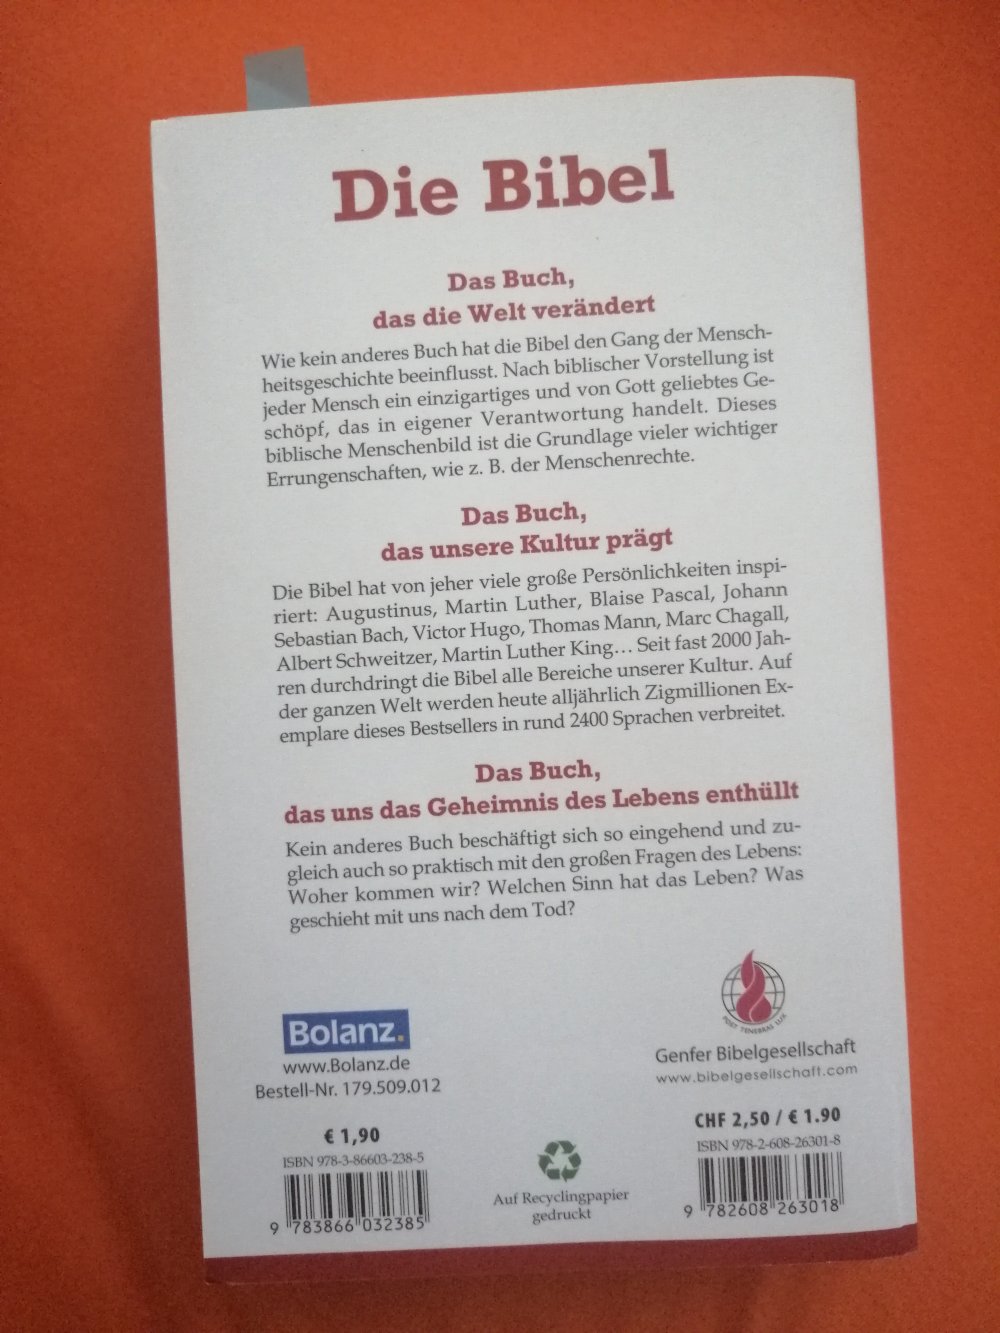 Die Bibel
Das Buch,
das die Welt verändert
Wie kein anderes Buch hat die Bibel den Gang der Mensch-
heitsgeschichte beeinflusst. Nach biblischer Vorstellung ist
jeder Mensch ein einzigartiges und von Gott geliebtes Ge-
schöpf, das in eigener Verantwortung handelt. Dieses
biblische Menschenbild ist die Grundlage vieler wichtiger
Errungenschaften, wie z. B. der Menschenrechte.
Das Buch,
das unsere Kultur prägt
Die Bibel hat von jeher viele große Persönlichkeiten inspi-
riert: Augustinus, Martin Luther, Blaise Pascal, Johann
Sebastian Bach, Victor Hugo, Thomas Mann, Marc Chagall,
Albert Schweitzer, Martin Luther King… Seit fast 2000 Jah-
ren durchdringt die Bibel alle Bereiche unserer Kultur. Auf
der ganzen Welt werden heute alljährlich Zigmillionen Ex-
emplare dieses Bestsellers in rund 2400 Sprachen verbreitet.
Das Buch,
das uns das Geheimnis des Lebens enthüllt
Kein anderes Buch beschäftigt sich so eingehend und zu-
gleich auch so praktisch mit den großen Fragen des Lebens:
Woher kommen wir? Welchen Sinn hat das Leben? Was
geschieht mit uns nach dem Tod?
Bolanz.
www.Bolanz.de
Bestell-Nr. 179.509.012
€ 1,90
ISBN 978-3-86603-238-5
9 783866 032385
Auf Recyclingpapier
gedruckt
POST TENEBRAS LUX
Genfer Bibelgesellschaft
www.bibelgesellschaft.com
CHF 2,50 / € 1.90
ISBN 978-2-608-26301-8
9 782608 263018